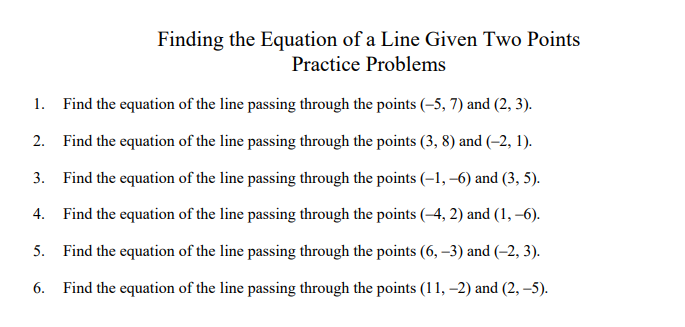 Finding the Equation of a Line Given Two Points
Practice Problems
1. Find the equation of the line passing through the points (–5, 7) and (2, 3).
2. Find the equation of the line passing through the points (3, 8) and (–2, 1).
3. Find the equation of the line passing through the points (–1, –6) and (3, 5).
4. Find the equation of the line passing through the points (–4, 2) and (1, –6).
5. Find the equation of the line passing through the points (6, –3) and (–2, 3).
6. Find the equation of the line passing through the points (11, –2) and (2, –5).